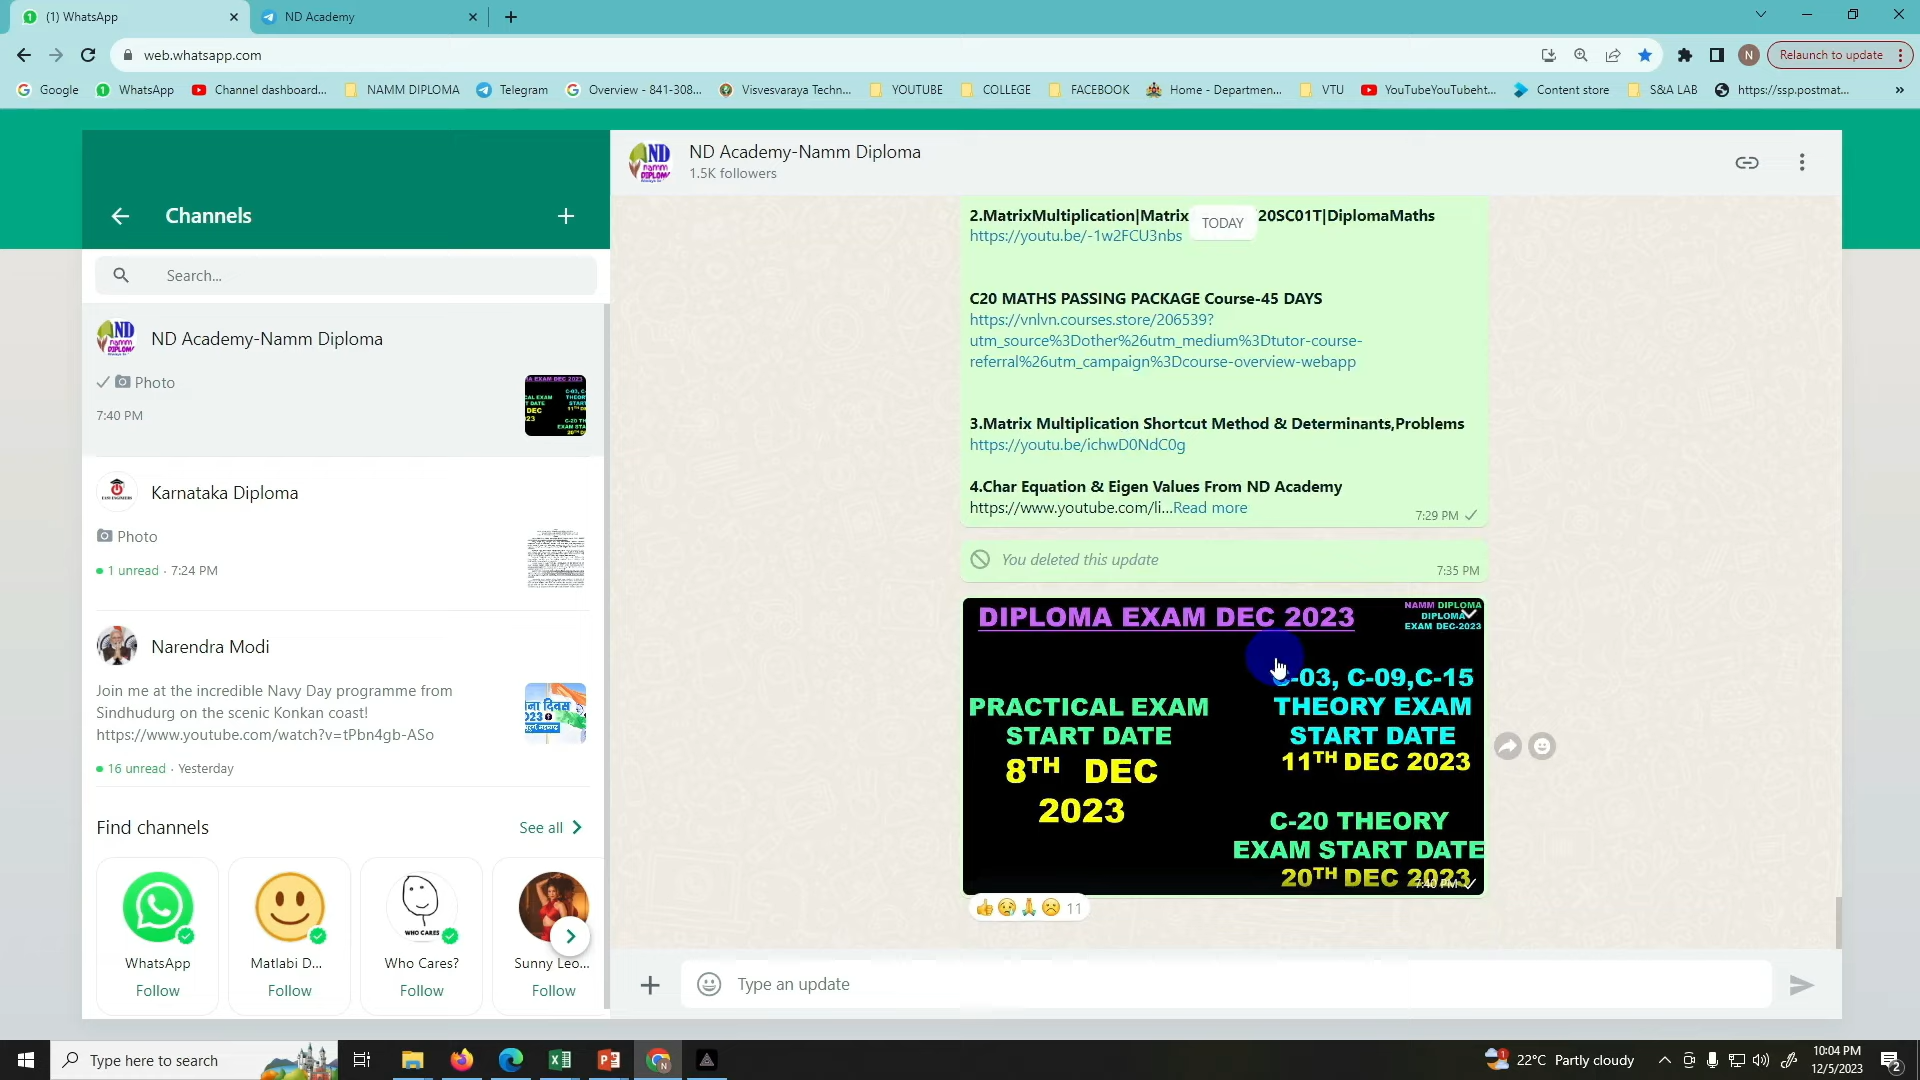 (1) WhatsApp
ND Academy
web.whatsapp.com
N
Relaunch to update
Google
WhatsApp
Channel dashboard...
NAMM DIPLOMA
Telegram
Overview - 841-308...
Visvesvaraya Techn...
YOUTUBE
COLLEGE
FACEBOOK
Home - Departmen...
VTU
YouTubeYouTubeht...
Content store
S&A LAB
https://ssp.postmat...
»
Channels
Search...
ND Academy-Namm Diploma
Photo
7:40 PM
Karnataka Diploma
Photo
1 unread · 7:24 PM
Narendra Modi
Join me at the incredible Navy Day programme from
Sindhudurg on the scenic Konkan coast!
https://www.youtube.com/watch?v=tPbn4gb-ASo
16 unread · Yesterday
Find channels
See all
WHO CARES
WhatsApp
Matlabi D...
Who Cares?
Sunny Leo...
Follow
Follow
Follow
Follow
ND Academy-Namm Diploma
1.5K followers
TODAY
2.MatrixMultiplication|Matrix 20SC01T|DiplomaMaths
https://youtu.be/-1w2FCU3nbs
C20 MATHS PASSING PACKAGE Course-45 DAYS
https://vnlvn.courses.store/206539?
utm_source%3Dother%26utm_medium%3Dtutor-course-
referral%26utm_campaign%3Dcourse-overview-webapp
3.Matrix Multiplication Shortcut Method & Determinants,Problems
https://youtu.be/ichwD0NdC0g
4.Char Equation & Eigen Values From ND Academy
https://www.youtube.com/li...Read more
7:29 PM
You deleted this update
7:35 PM
DIPLOMA EXAM DEC 2023
NAMM DIPLOMA
DIPLOMA
EXAM DEC-2023
PRACTICAL EXAM
START DATE
8TH DEC
2023
C-03, C-09,C-15
THEORY EXAM
START DATE
11TH DEC 2023
C-20 THEORY
EXAM START DATE
20TH DEC 2023
7:40 PM
11
Type an update
Type here to search
22°C Partly cloudy
10:04 PM
12/5/2023
2